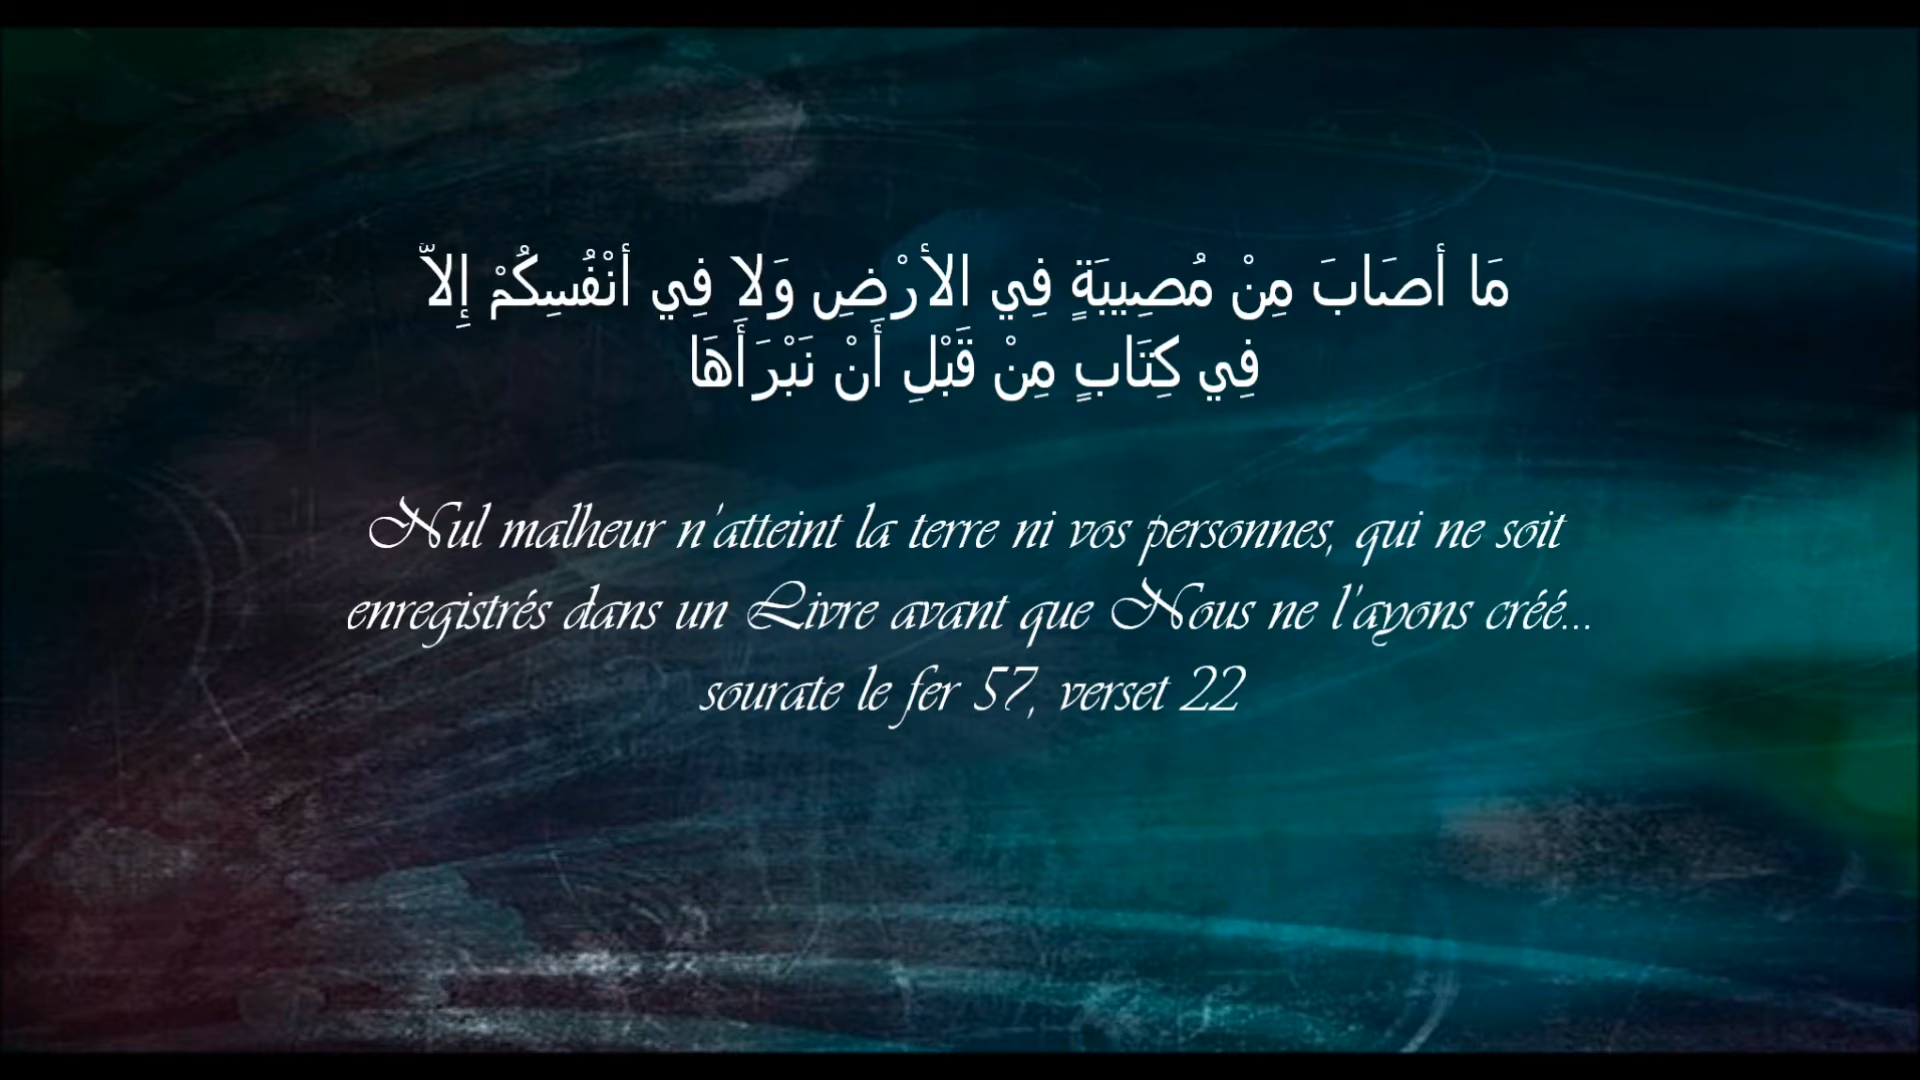 مَا أصَابَ مِنْ مُصِيبَةٍ فِي الأرْضِ وَلا فِي أنْفُسِكُمْ إِلاَّ
فِي كِتَابٍ مِنْ قَبْلِ أَنْ نَبْرَأَهَا
Nul malheur n'atteint la terre ni vos personnes, qui ne soit
enregistrés dans un Livre avant que Nous ne l'ayons créé...
sourate le fer 57, verset 22